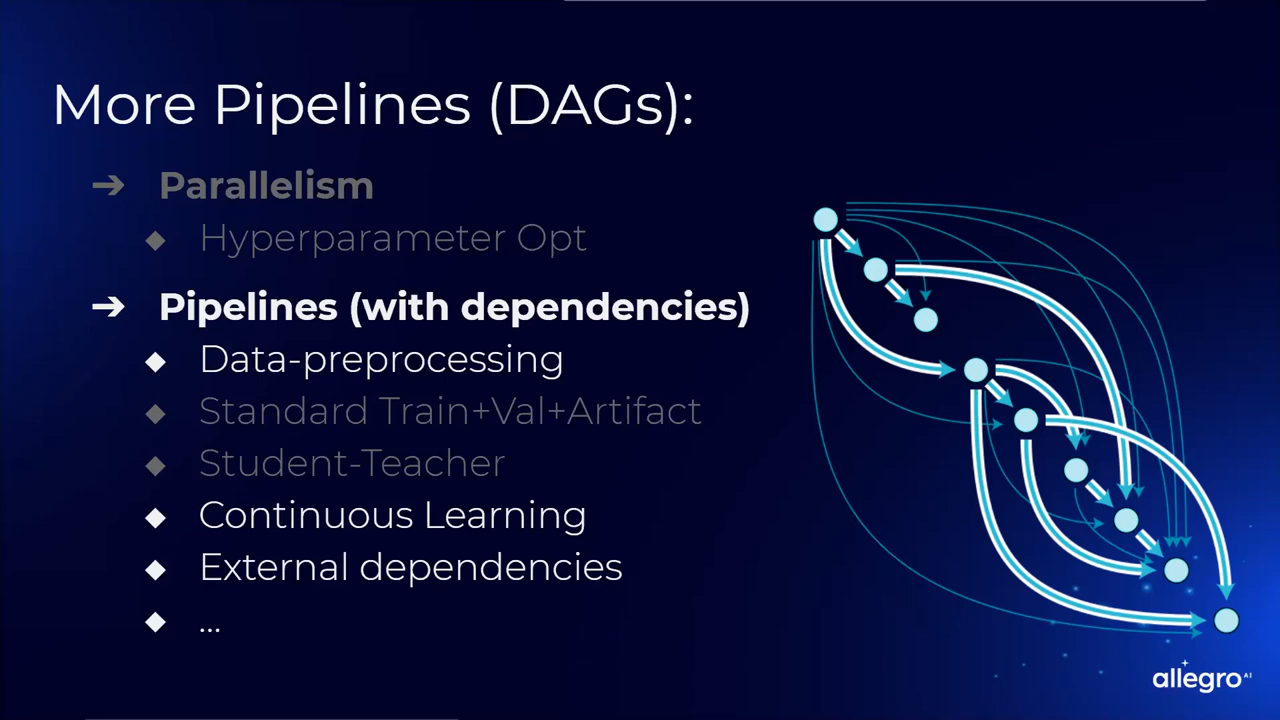 More Pipelines (DAGs):
➔ Parallelism
◆ Hyperparameter Opt
➔ Pipelines (with dependencies)
◆ Data-preprocessing
◆ Standard Train+Val+Artifact
◆ Student-Teacher
◆ Continuous Learning
◆ External dependencies
◆ ...
allegro AI